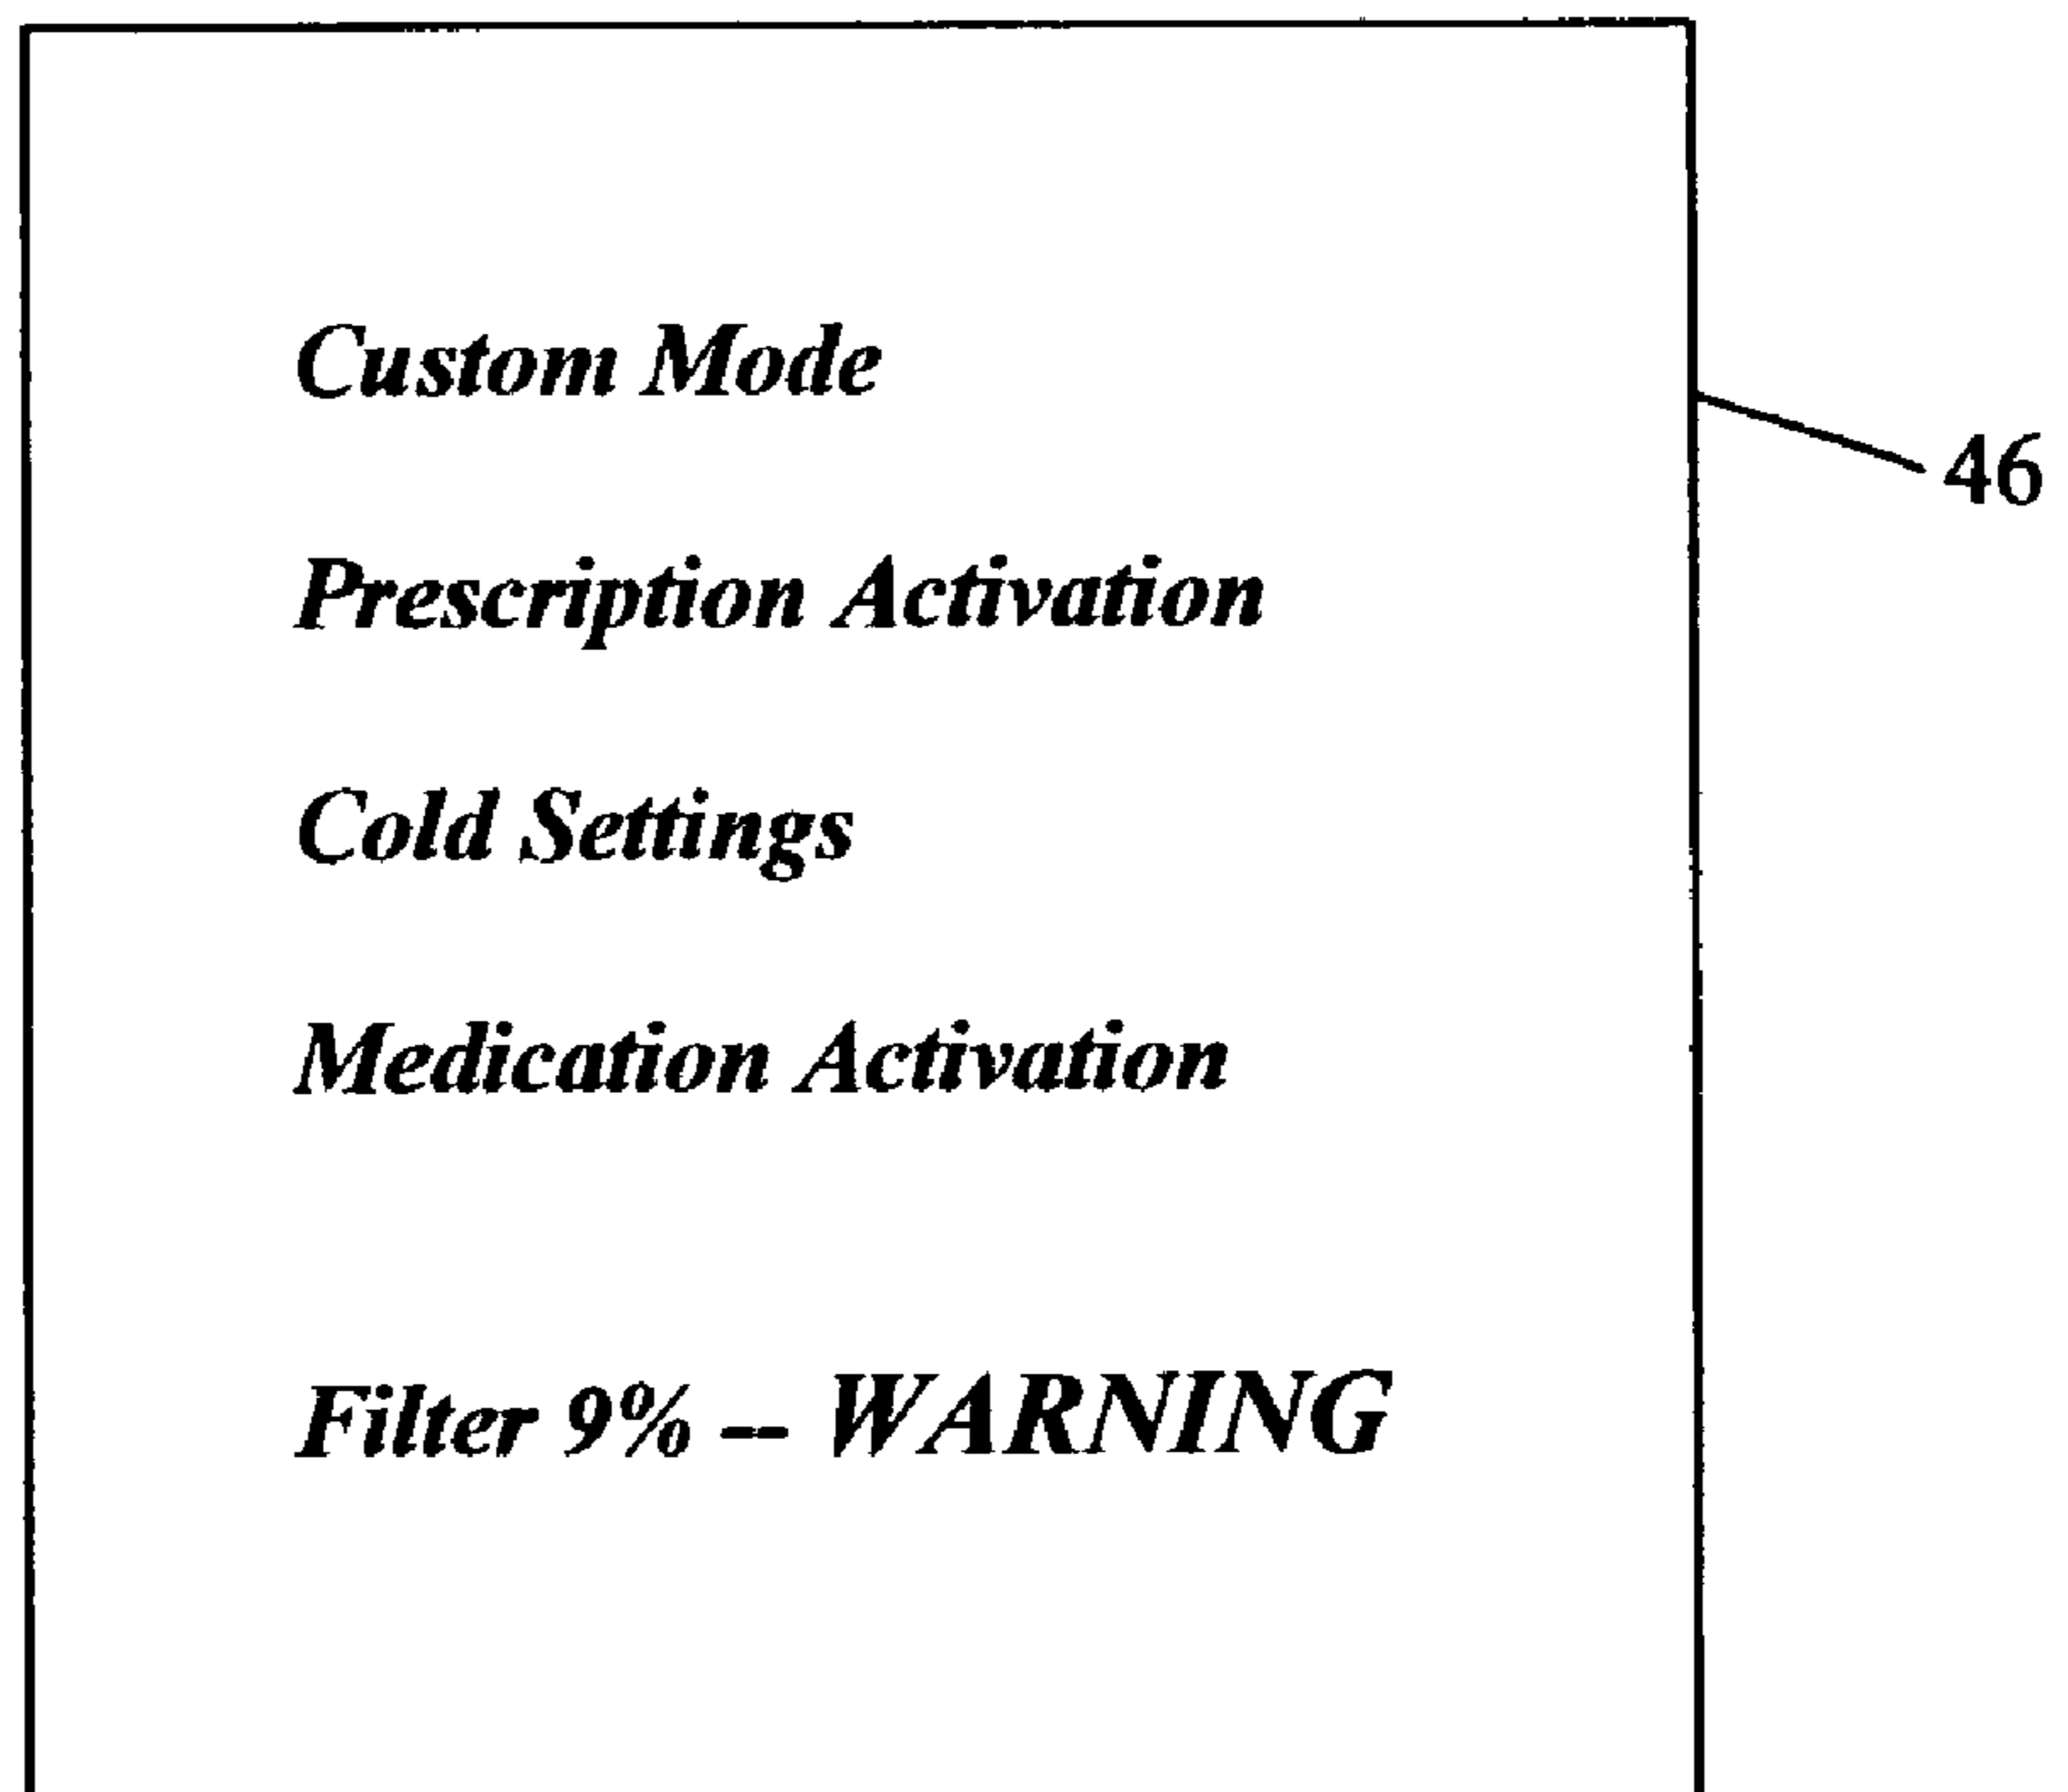 Custom Mode
46
Prescription Activation
Cold Settings
Medication Activation
Filter 9% – WARNING